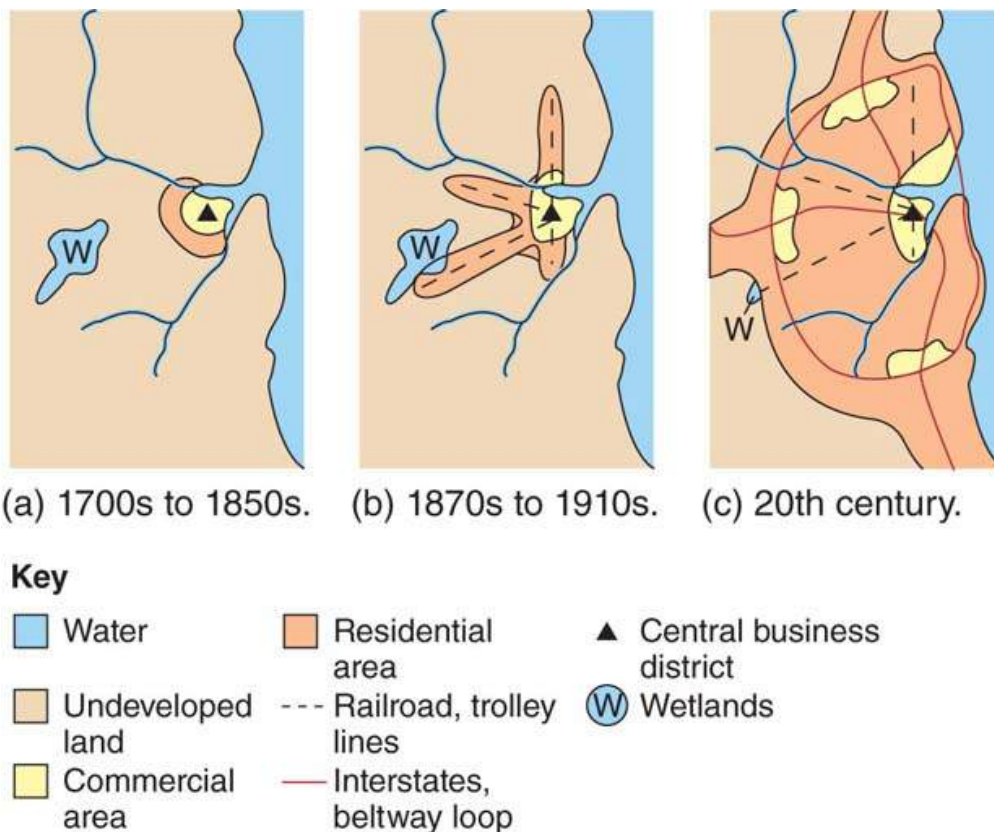 W
W
W
(a) 1700s to 1850s.
(b) 1870s to 1910s.
(c) 20th century.
Key
Water
Undeveloped
land
Commercial
area
Residential
area
Railroad, trolley
lines
Interstates,
beltway loop
Central business
district
W Wetlands